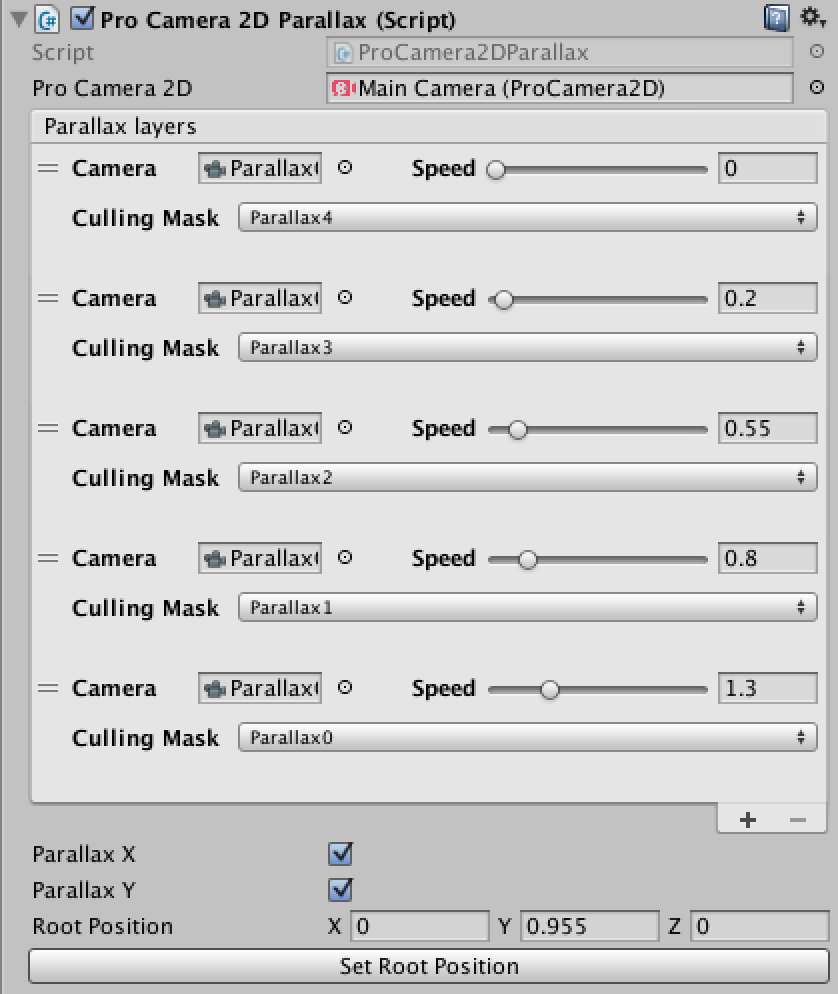 Pro Camera 2D Parallax (Script)
Script ProCamera2DParallax
Pro Camera 2D Main Camera (ProCamera2D)
Parallax layers
Camera Parallax Speed 0
Culling Mask Parallax4
Camera Parallax Speed 0.2
Culling Mask Parallax3
Camera Parallax Speed 0.55
Culling Mask Parallax2
Camera Parallax Speed 0.8
Culling Mask Parallax1
Camera Parallax Speed 1.3
Culling Mask Parallax0
+ −
Parallax X
Parallax Y
Root Position X 0 Y 0.955 Z 0
Set Root Position